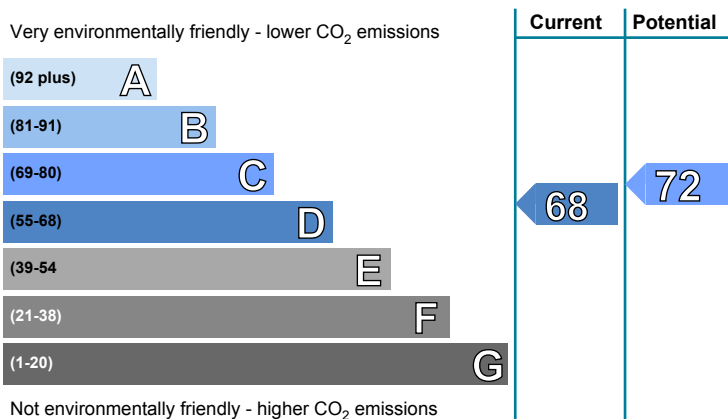 Current Potential
Very environmentally friendly - lower CO2 emissions
(92 plus) A
(81-91) B
(69-80) C
(55-68) D
(39-54 E
(21-38) F
(1-20) G
68
72
Not environmentally friendly - higher CO2 emissions